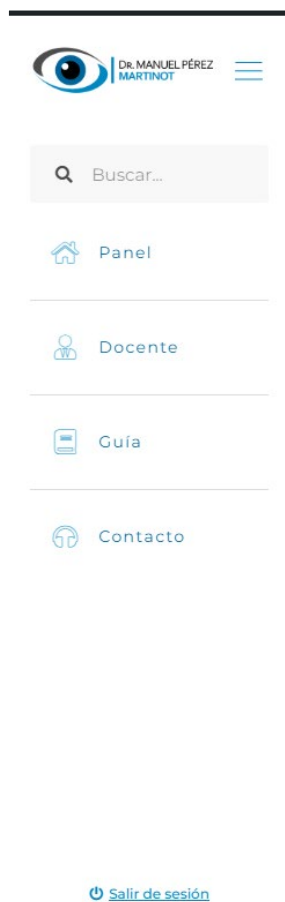 DR. MANUEL PÉREZ
MARTINOT
Buscar...
Panel
Docente
Guía
Contacto
Salir de sesión